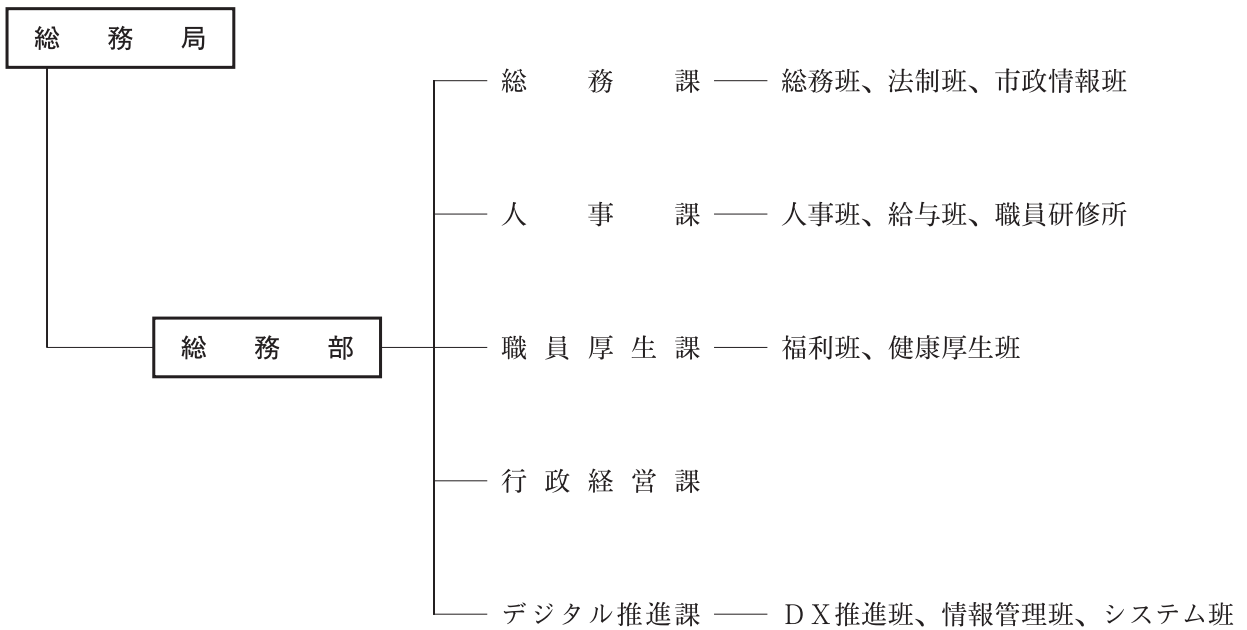 総務局
総務課 総務班、法制班、市政情報班
人事課 人事班、給与班、職員研修所
総務部 職員厚生課 福利班、健康厚生班
行政経営課
デジタル推進課 ＤＸ推進班、情報管理班、システム班